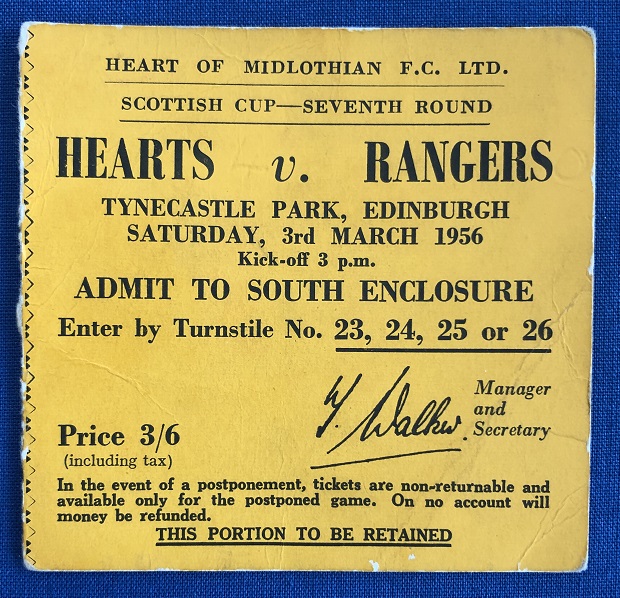 HEART OF MIDLOTHIAN F.C. LTD.
SCOTTISH CUP—SEVENTH ROUND
HEARTS v. RANGERS
TYNECASTLE PARK, EDINBURGH
SATURDAY, 3rd MARCH 1956
Kick-off 3 p.m.
ADMIT TO SOUTH ENCLOSURE
Enter by Turnstile No. 23, 24, 25 or 26
T. Walker. Manager
and
Secretary
Price 3/6
(including tax)
In the event of a postponement, tickets are non-returnable and
available only for the postponed game. On no account will
money be refunded.
THIS PORTION TO BE RETAINED